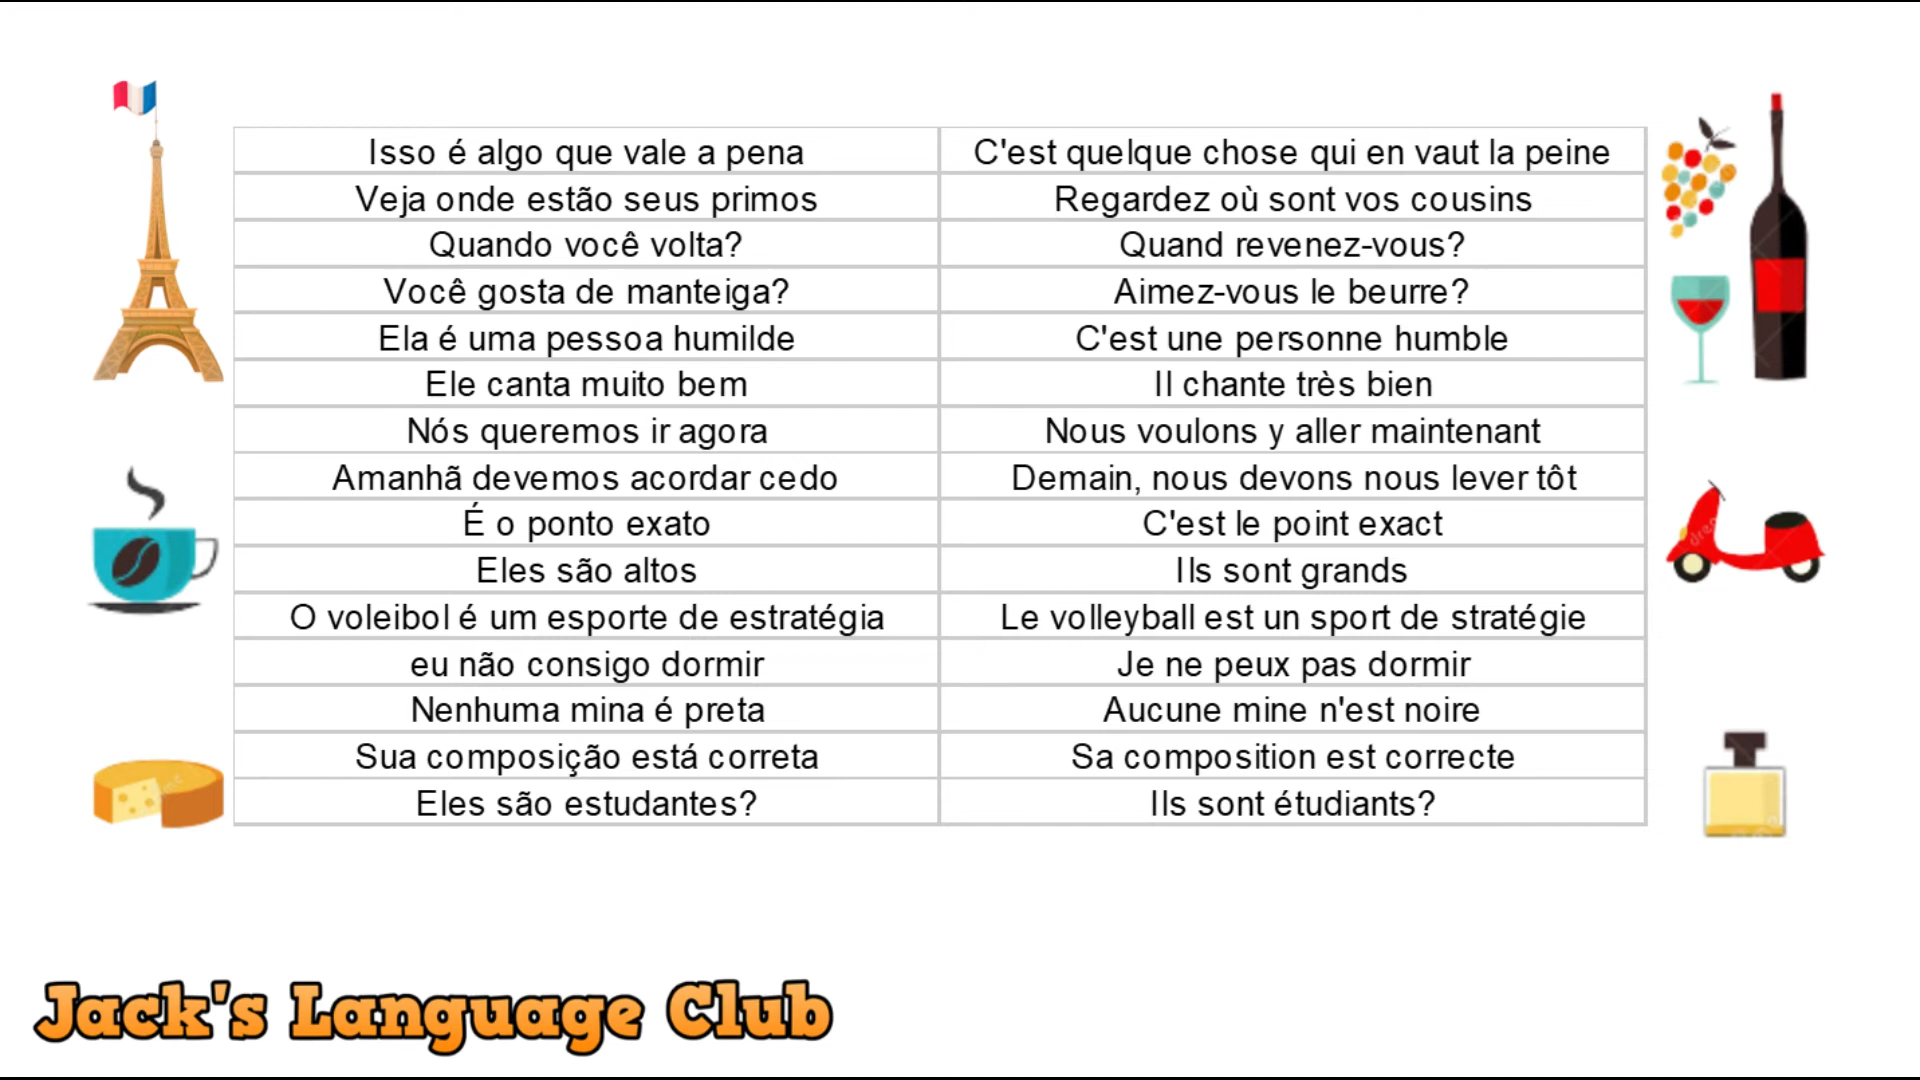 Isso é algo que vale a pena C'est quelque chose qui en vaut la peine
Veja onde estão seus primos Regardez où sont vos cousins
Quando você volta? Quand revenez-vous?
Você gosta de manteiga? Aimez-vous le beurre?
Ela é uma pessoa humilde C'est une personne humble
Ele canta muito bem Il chante très bien
Nós queremos ir agora Nous voulons y aller maintenant
Amanhã devemos acordar cedo Demain, nous devons nous lever tôt
É o ponto exato C'est le point exact
Eles são altos Ils sont grands
O voleibol é um esporte de estratégia Le volleyball est un sport de stratégie
eu não consigo dormir Je ne peux pas dormir
Nenhuma mina é preta Aucune mine n'est noire
Sua composição está correta Sa composition est correcte
Eles são estudantes? Ils sont étudiants?
Jack's Language Club